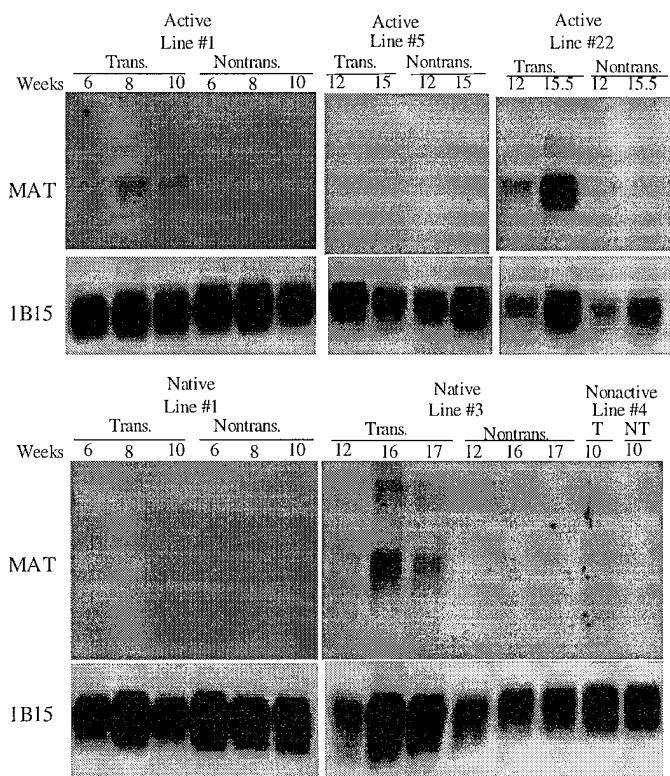 Active Active Active
Line #1 Line #5 Line #22
Trans. Nontrans. Trans. Nontrans. Trans. Nontrans.
Weeks 6 8 10 6 8 10 12 15 12 15 12 15.5 12 15.5
MAT
1B15
Native Native Nonactive
Line #1 Line #3 Line #4
Trans. Nontrans. Trans. Nontrans. T NT
Weeks 6 8 10 6 8 10 12 16 17 12 16 17 10 10
MAT
1B15